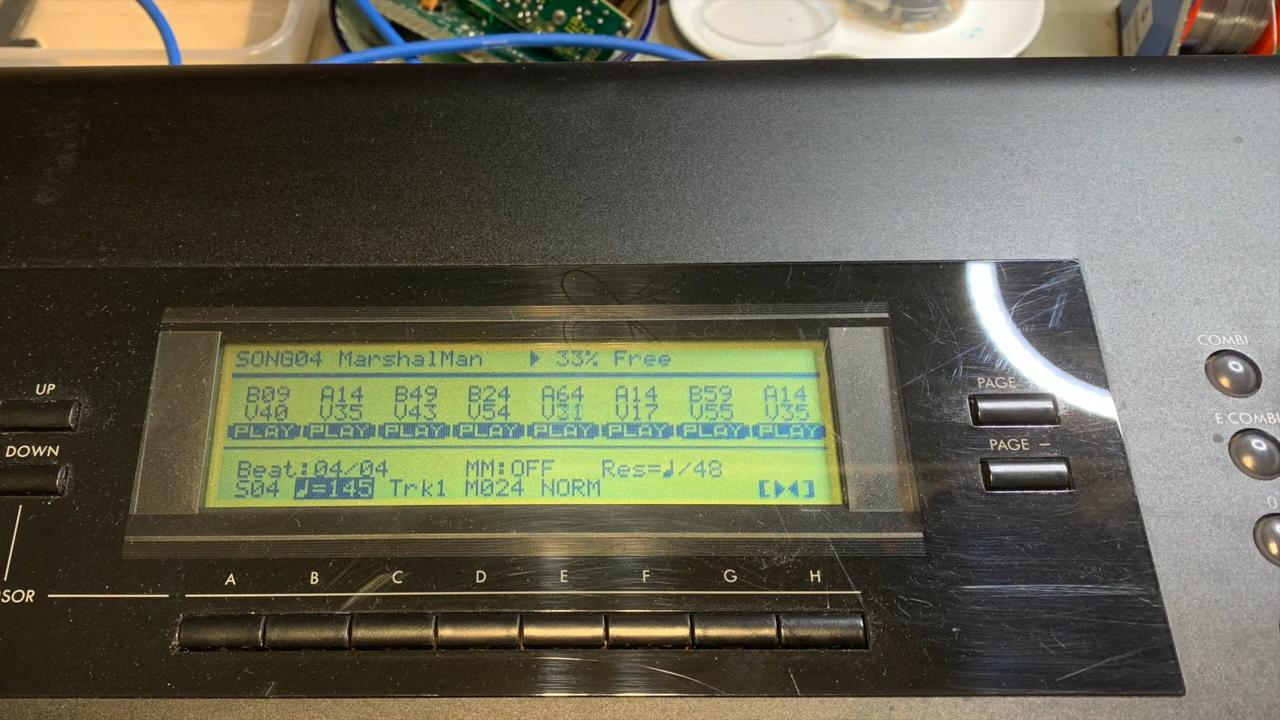 SONG04 MarshalMan ▶ 33% Free
B09 A14 B49 B24 A64 A14 B59 A14
V40 V35 V43 V54 V31 V17 V55 V35
PLAY PLAY PLAY PLAY PLAY PLAY PLAY PLAY
Beat:04/04 MM:OFF Res=♩/48
S04 ♩=145 Trk1 M024 NORM [▶◀]
UP
DOWN
SOR
A B C D E F G H
PAGE +
PAGE −
COMBI
E COMBI